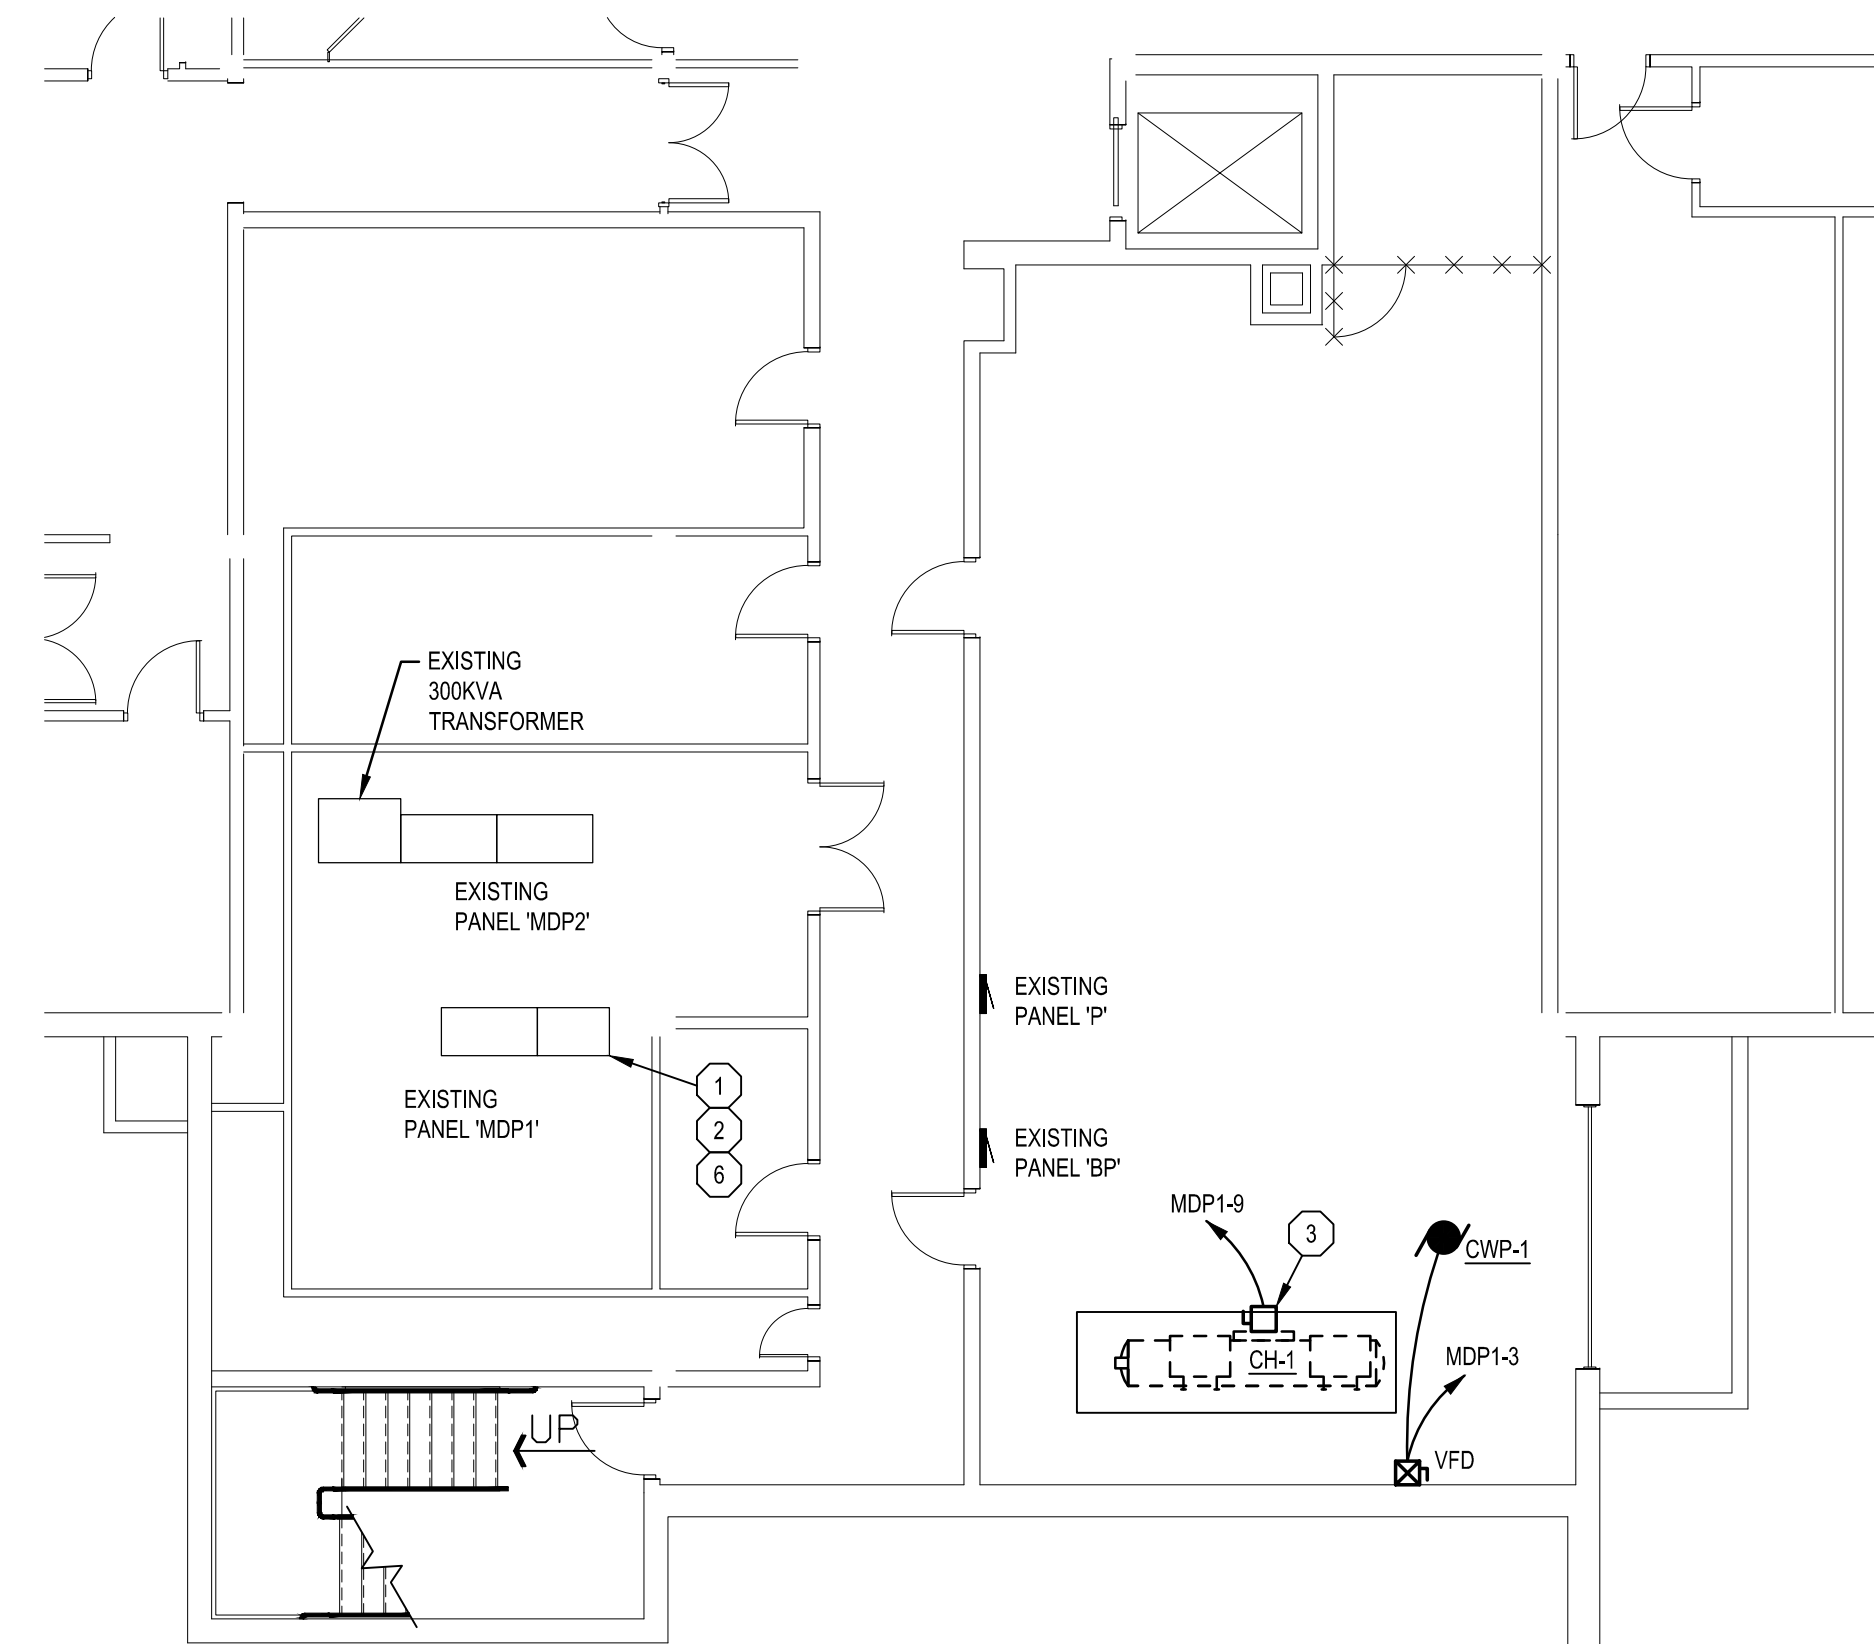 EXISTING
300KVA
TRANSFORMER
EXISTING
PANEL 'MDP2'
EXISTING
PANEL 'P'
1
2
6
EXISTING
PANEL 'MDP1'
EXISTING
PANEL 'BP'
MDP1-9
3
CWP-1
CH-1
MDP1-3
UP
VFD